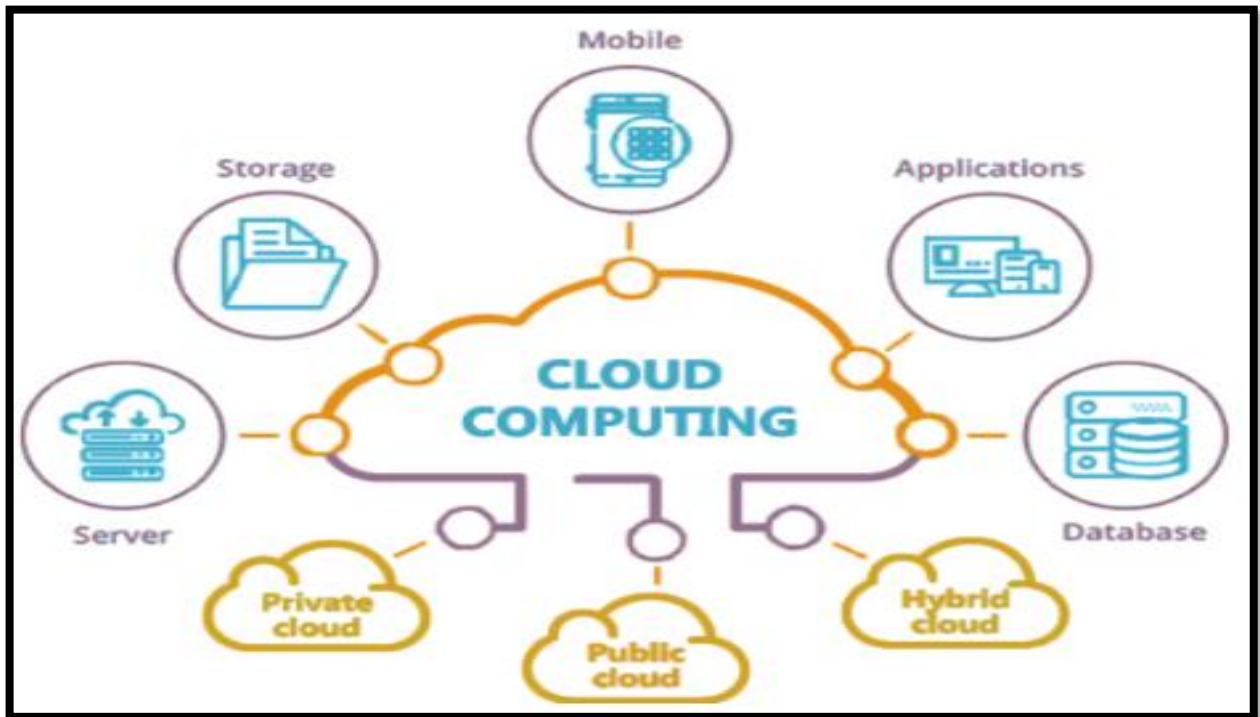 Mobile
Storage
Applications
CLOUD
COMPUTING
Server
Database
Private
cloud
Public
cloud
Hybrid
cloud